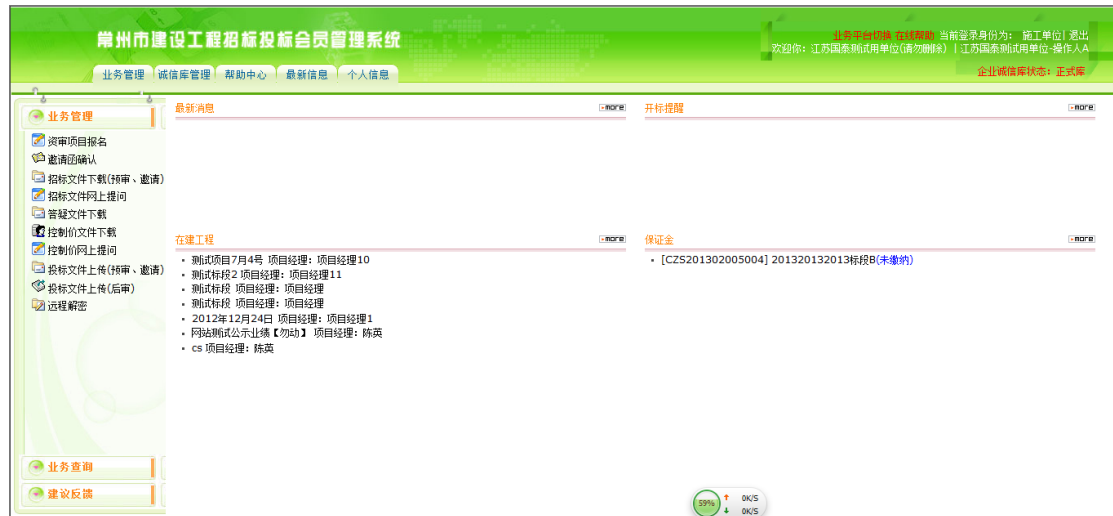 常州市建设工程招标投标会员管理系统
业务平台切换 在线帮助 当前登录身份为： 施工单位| 退出
欢迎你：江苏国泰测试用单位(请勿删除) | 江苏国泰测试用单位-操作人A
业务管理 诚信库管理 帮助中心 最新信息 个人信息
企业诚信库状态：正式库
业务管理
资审项目报名
邀请函确认
招标文件下载(预审、邀请)
招标文件网上提问
答疑文件下载
控制价文件下载
控制价网上提问
投标文件上传(预审、邀请)
投标文件上传(后审)
远程解密
业务查询
建议反馈
最新消息 more
开标提醒 more
在建工程 more
测试项目7月4号 项目经理：项目经理10
测试标段2 项目经理：项目经理11
测试标段 项目经理：项目经理
测试标段 项目经理：项目经理
2012年12月24日 项目经理：项目经理1
网站测试公示业绩【勿动】 项目经理：陈英
cs 项目经理：陈英
保证金 more
[CZS201302005004] 201320132013标段B(未缴纳)
59% ↑ 0K/S
↓ 0K/S